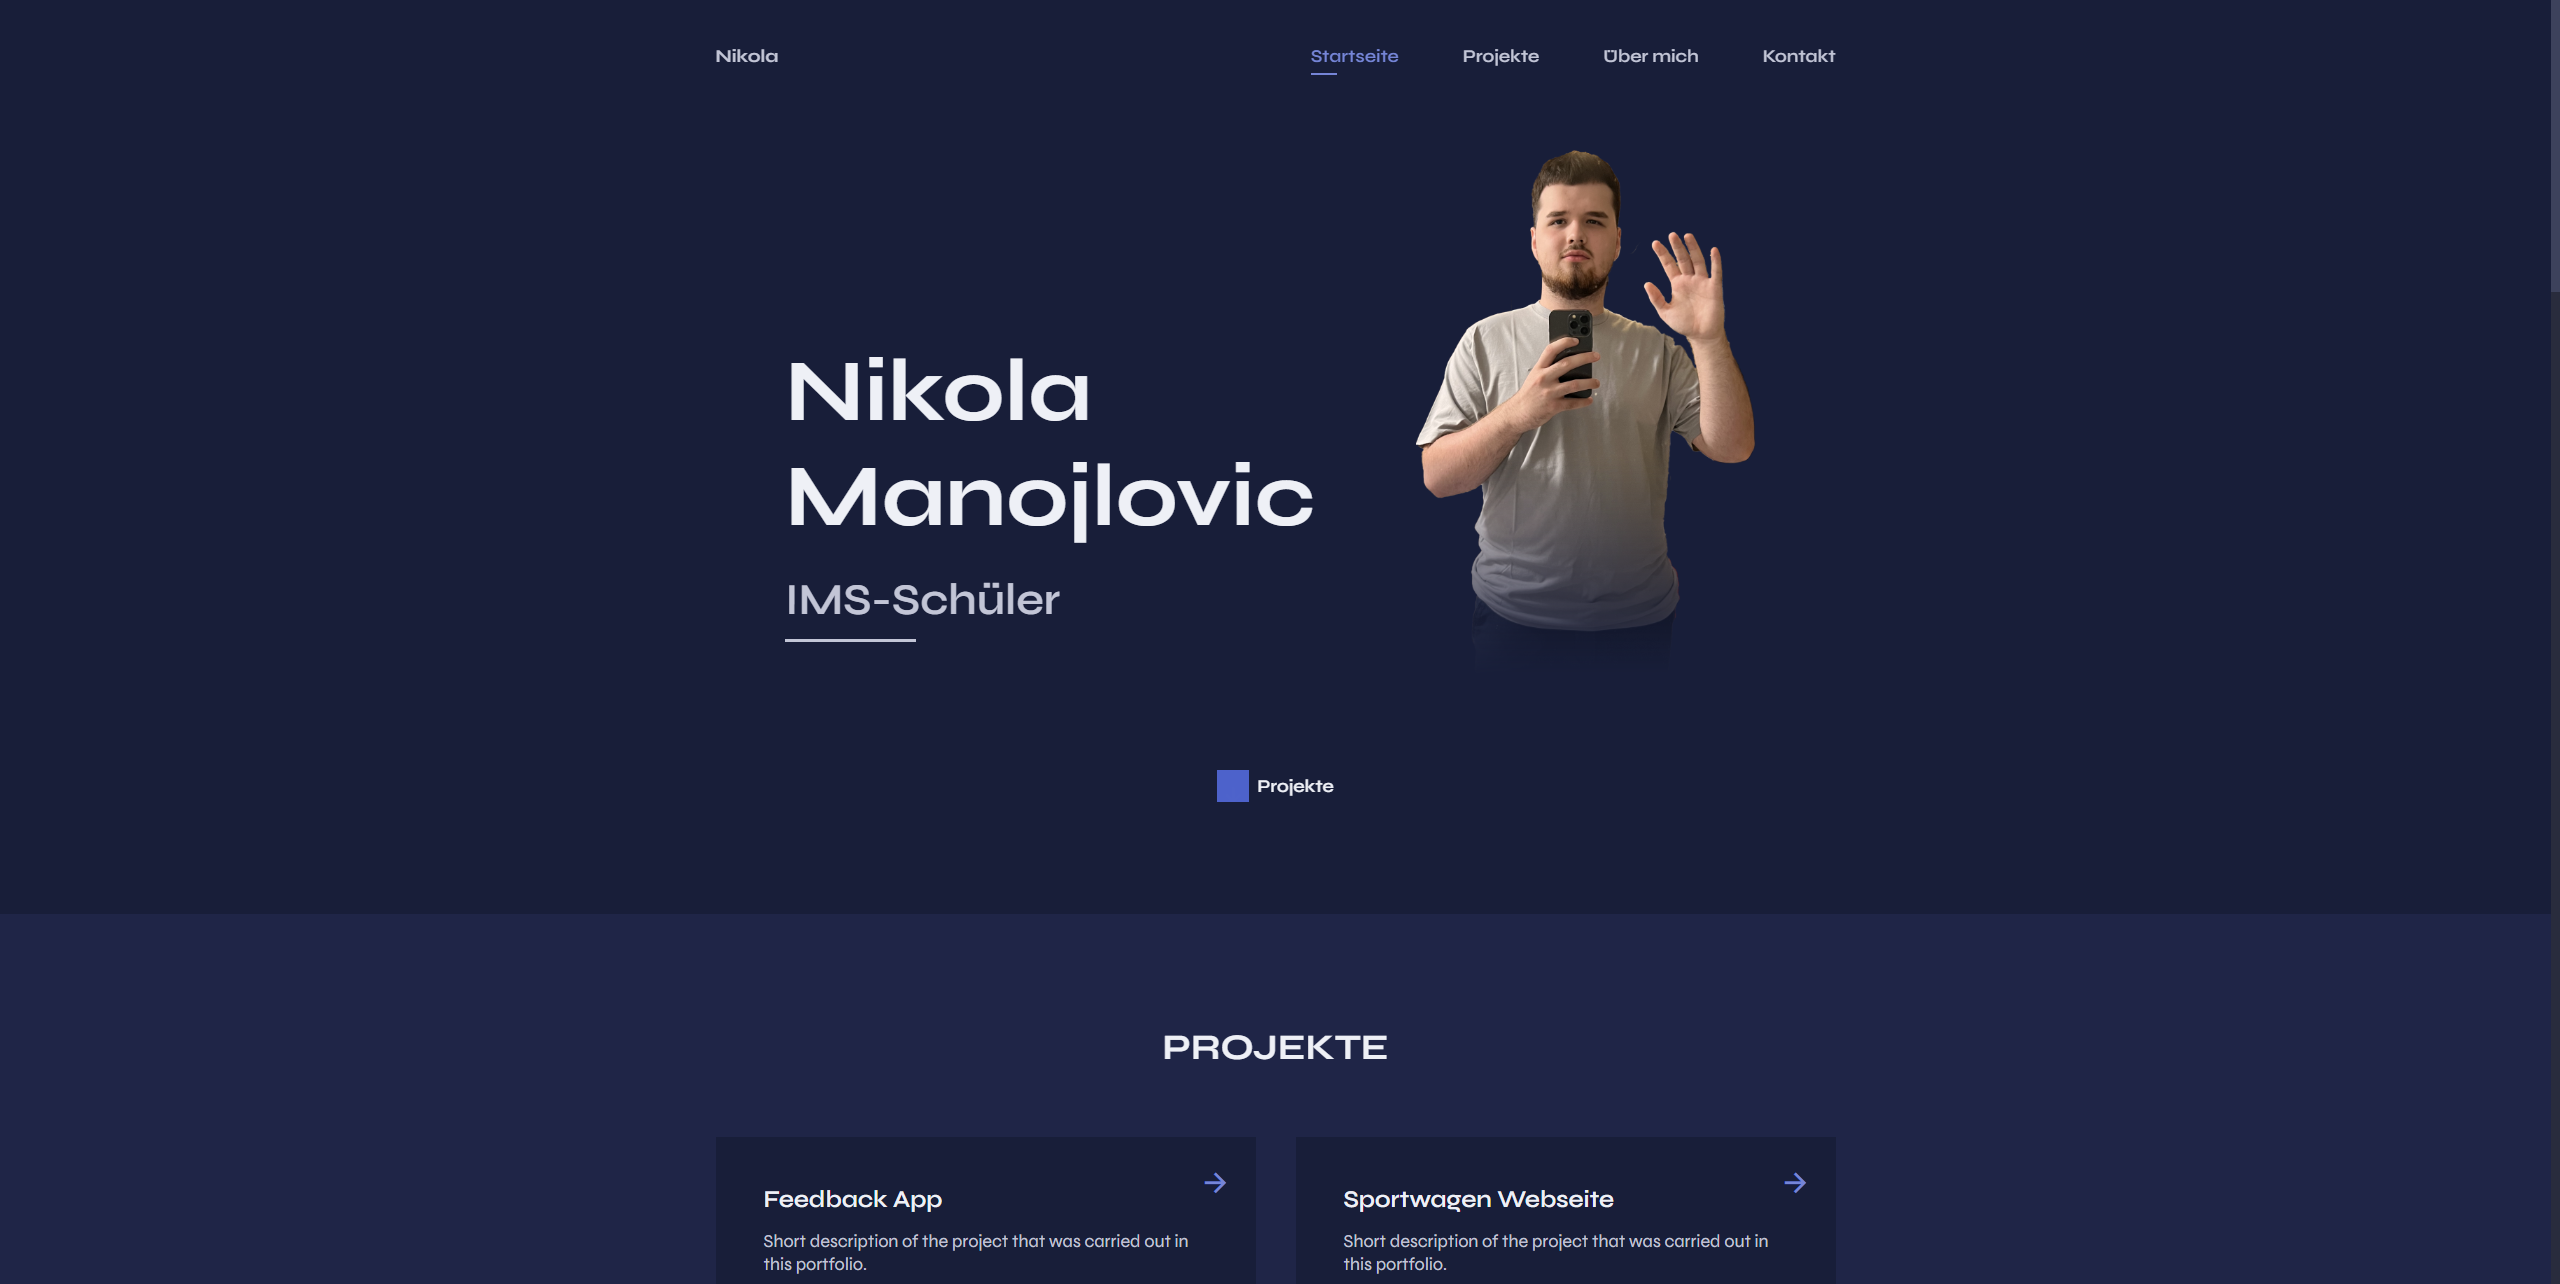 Nikola
Startseite Projekte Über mich Kontakt
Nikola
Manojlovic
IMS-Schüler
Projekte
PROJEKTE
Feedback App
Short description of the project that was carried out in
this portfolio.
Sportwagen Webseite
Short description of the project that was carried out in
this portfolio.